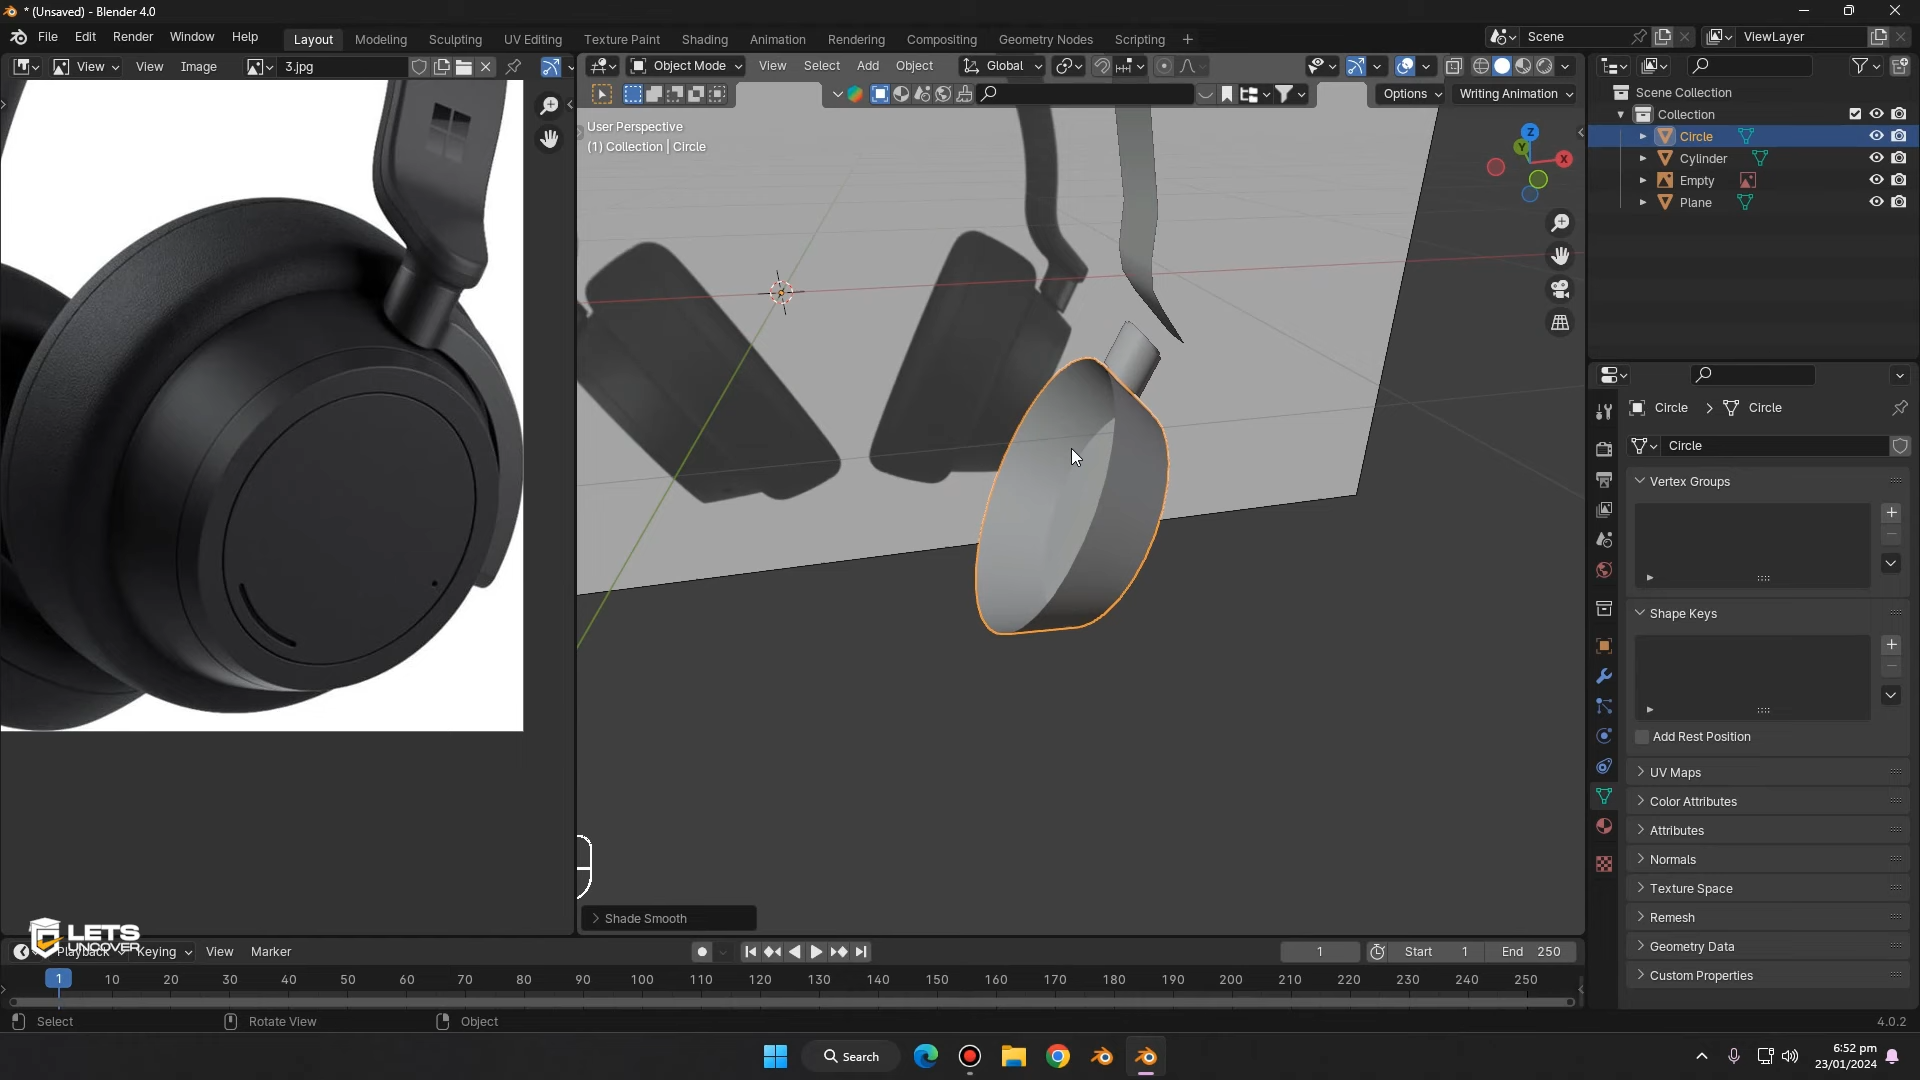 * (Unsaved) - Blender 4.0
File Edit Render Window Help Layout Modeling Sculpting UV Editing Texture Paint Shading Animation Rendering Compositing Geometry Nodes Scripting + Scene ViewLayer
View View Image 3.jpg Object Mode View Select Add Object Global
Options Writing Animation
User Perspective
(1) Collection | Circle
Z
Y
X
Scene Collection
Collection
Circle
Cylinder
Empty
Plane
Circle > Circle
Circle
Vertex Groups
Shape Keys
Add Rest Position
UV Maps
Color Attributes
Attributes
Normals
Texture Space
Remesh
Geometry Data
Custom Properties
Shade Smooth
LETS
UNCOVER
Playback Keying View Marker 1 Start 1 End 250
1 10 20 30 40 50 60 70 80 90 100 110 120 130 140 150 160 170 180 190 200 210 220 230 240 250
Select Rotate View Object 4.0.2
Search
6:52 pm
23/01/2024